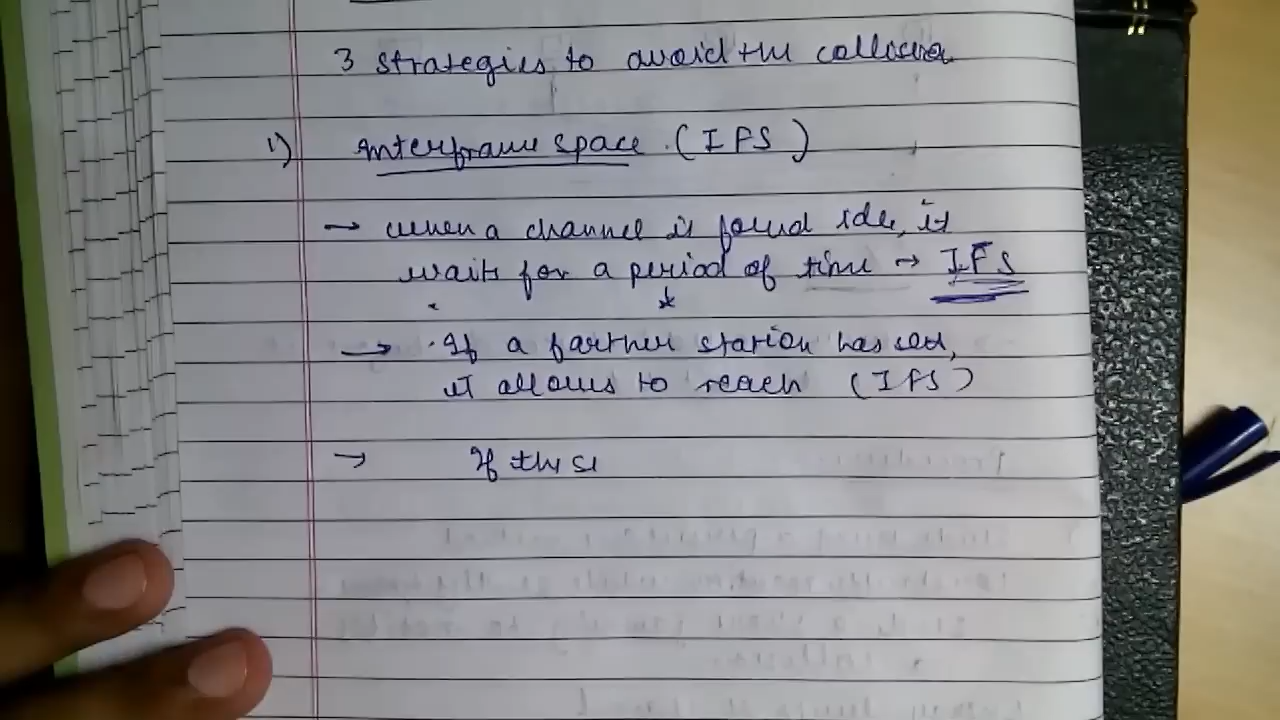 3 strategies to avoid the collision
1) Interframe space. (IFS)
→ when a channel is found idle, it
waits for a period of time → IFS
*
→ If a farther station has sent,
it allows to reach (IFS)
→ If the si